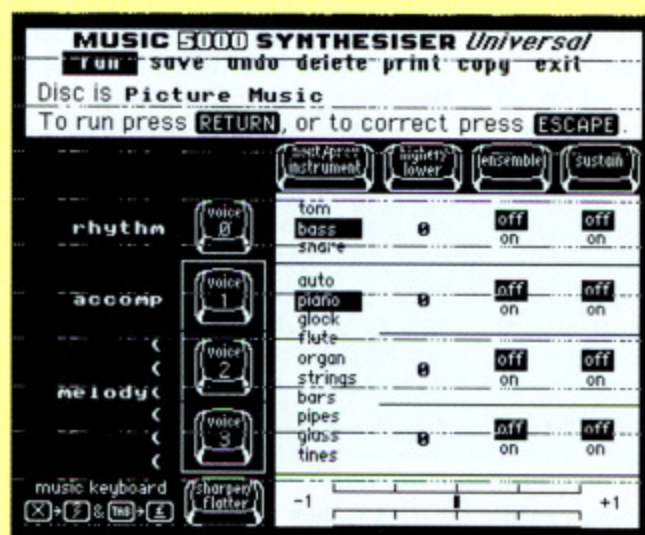 MUSIC 5000 SYNTHESISER Universal
run save undo delete print copy exit
Disc is Picture Music
To run press RETURN, or to correct press ESCAPE.
next/prev instrument higher/ lower ensemble sustain
rhythm voice 0 tom bass snare 0 off on off on
accomp voice 1 auto piano glock 0 off on off on
melody voice 2 flute organ strings 0 off on off on
voice 3 bars pipes glass tines 0 off on off on
music keyboard sharper/ flatter -1 +1
X & TAB £